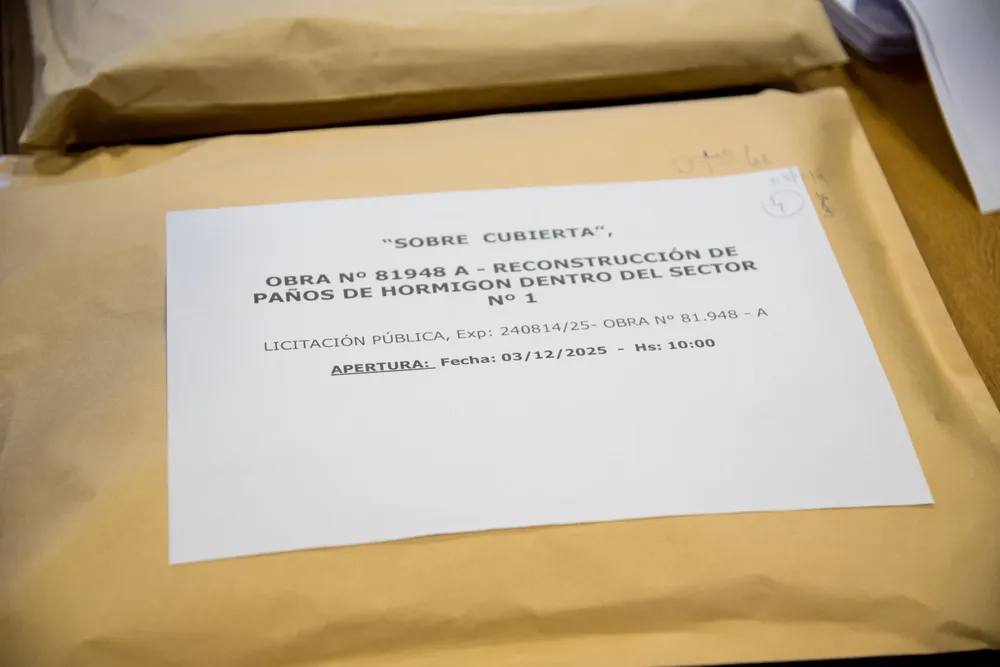 “SOBRE CUBIERTA“,
OBRA Nº 81948 A - RECONSTRUCCIÓN DE
PAÑOS DE HORMIGON DENTRO DEL SECTOR
Nº 1
LICITACIÓN PÚBLICA, Exp: 240814/25- OBRA Nº 81.948 - A
APERTURA: Fecha: 03/12/2025 - Hs: 10:00